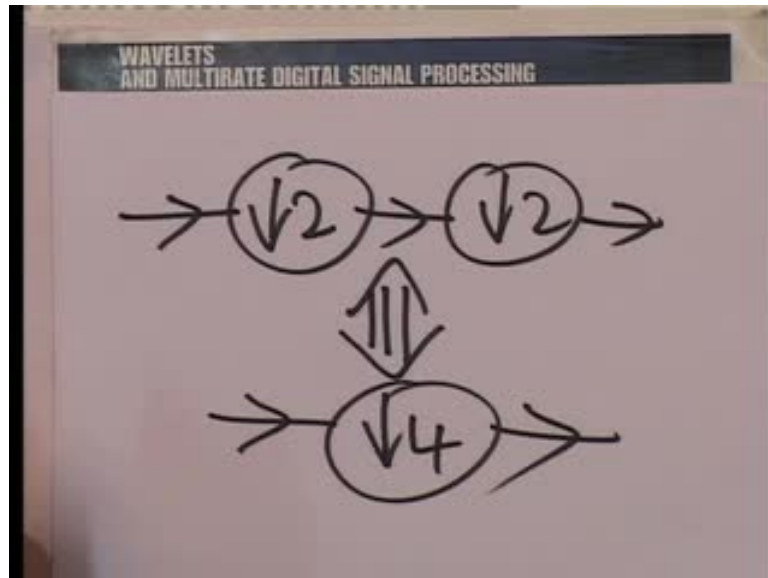 WAVELETS
AND MULTIRATE DIGITAL SIGNAL PROCESSING
↓2 ↓2
↓4